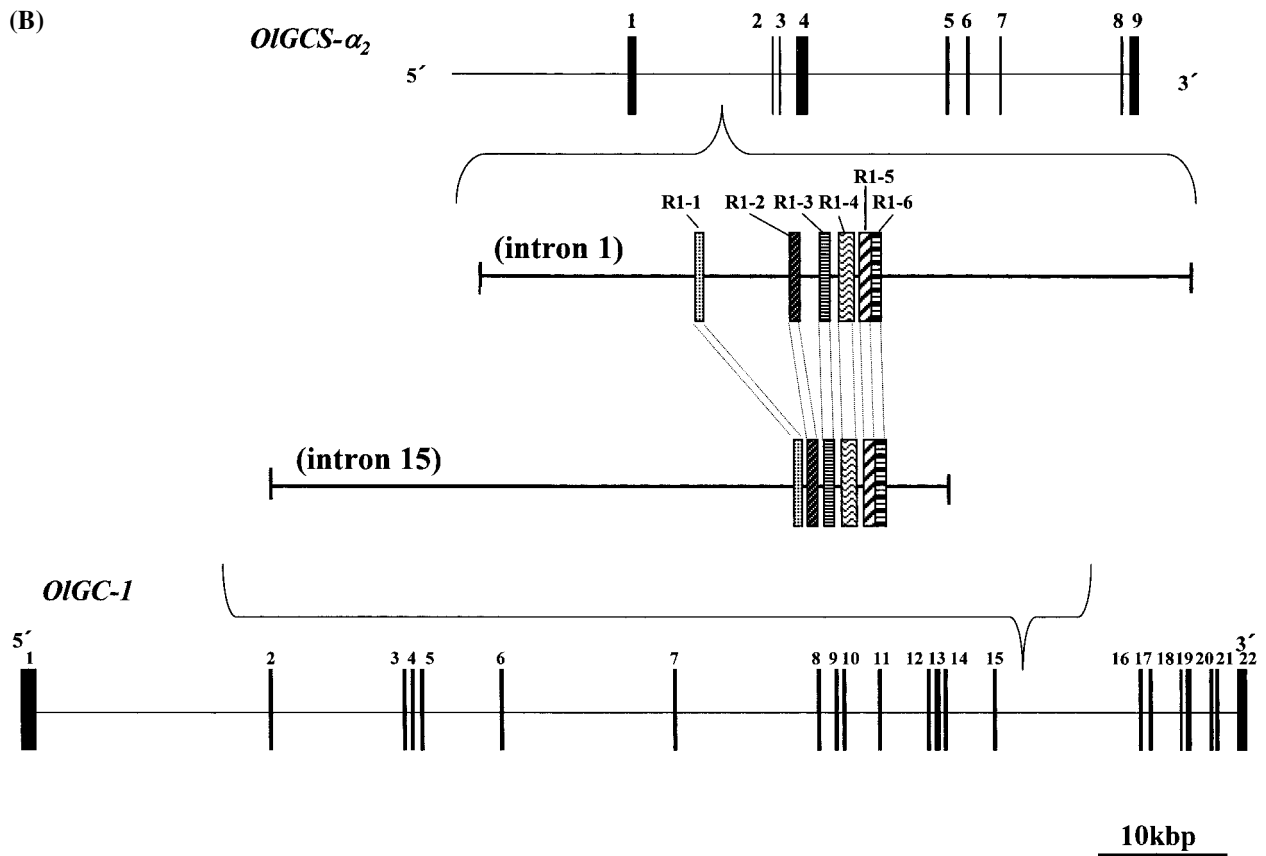 (B)
OlGCS-α₂
1 2 3 4 5 6 7 8 9
5´
3´
R1-5
R1-1 R1-2 R1-3 R1-4 R1-6
(intron 1)
(intron 15)
OlGC-1
5´ 3´
1 2 3 4 5 6 7 8 9 10 11 12 13 14 15 16 17 18 19 20 21 22
10kbp